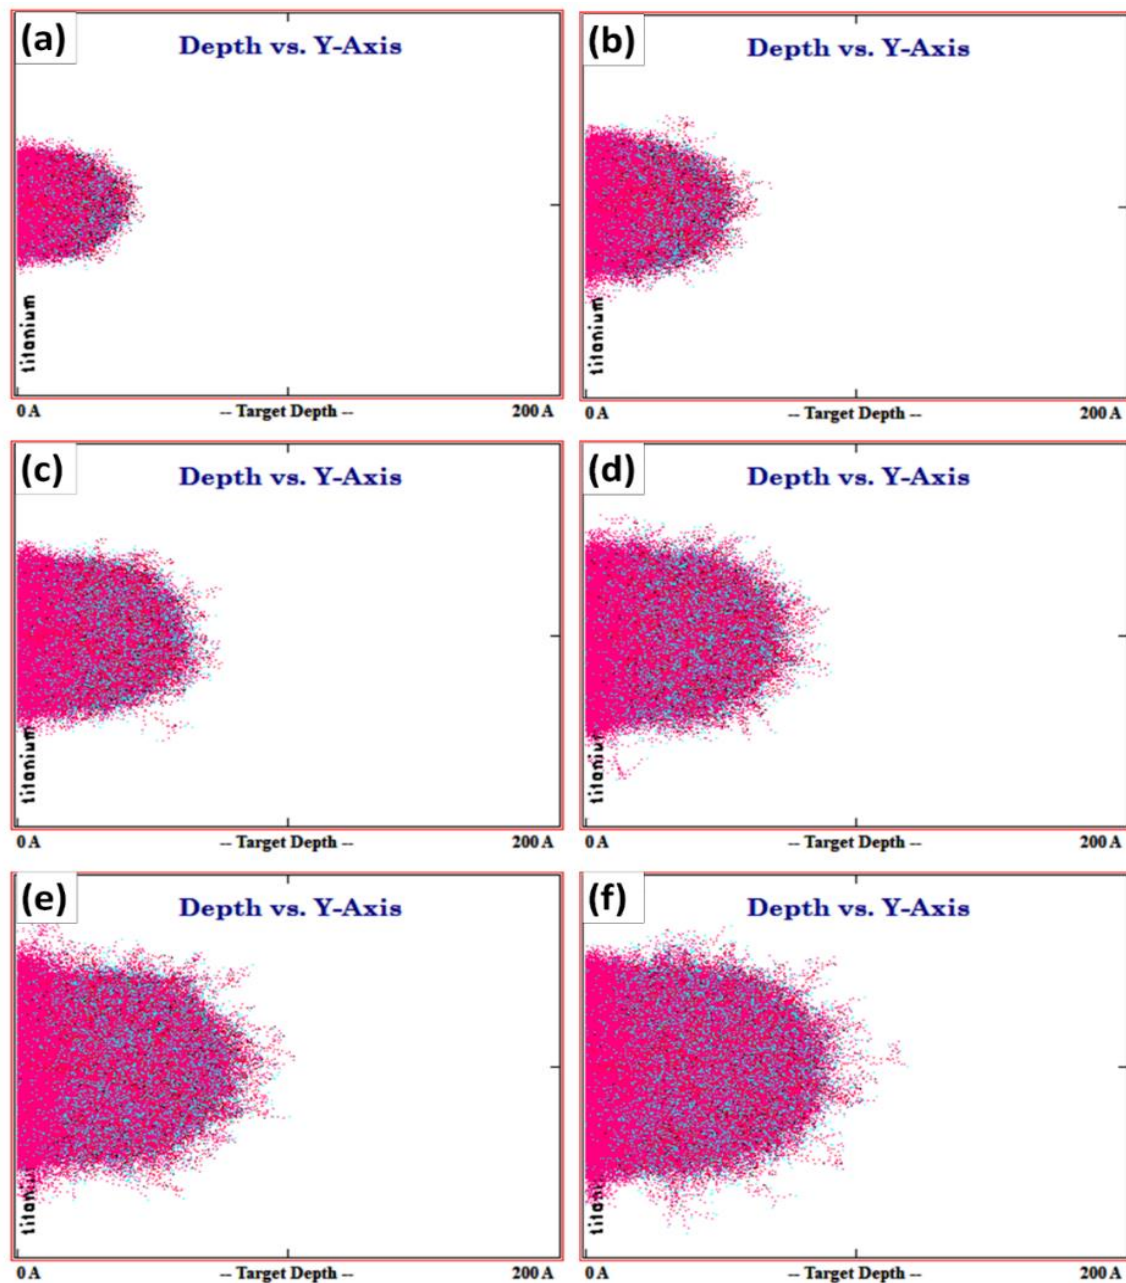 (a)
Depth vs. Y-Axis
titanium
0 A -- Target Depth -- 200 A
(b)
Depth vs. Y-Axis
titanium
0 A -- Target Depth -- 200 A
(c)
Depth vs. Y-Axis
titanium
0 A -- Target Depth -- 200 A
(d)
Depth vs. Y-Axis
titanium
0 A -- Target Depth -- 200 A
(e)
Depth vs. Y-Axis
titanium
0 A -- Target Depth -- 200 A
(f)
Depth vs. Y-Axis
titani
0 A -- Target Depth -- 200 A